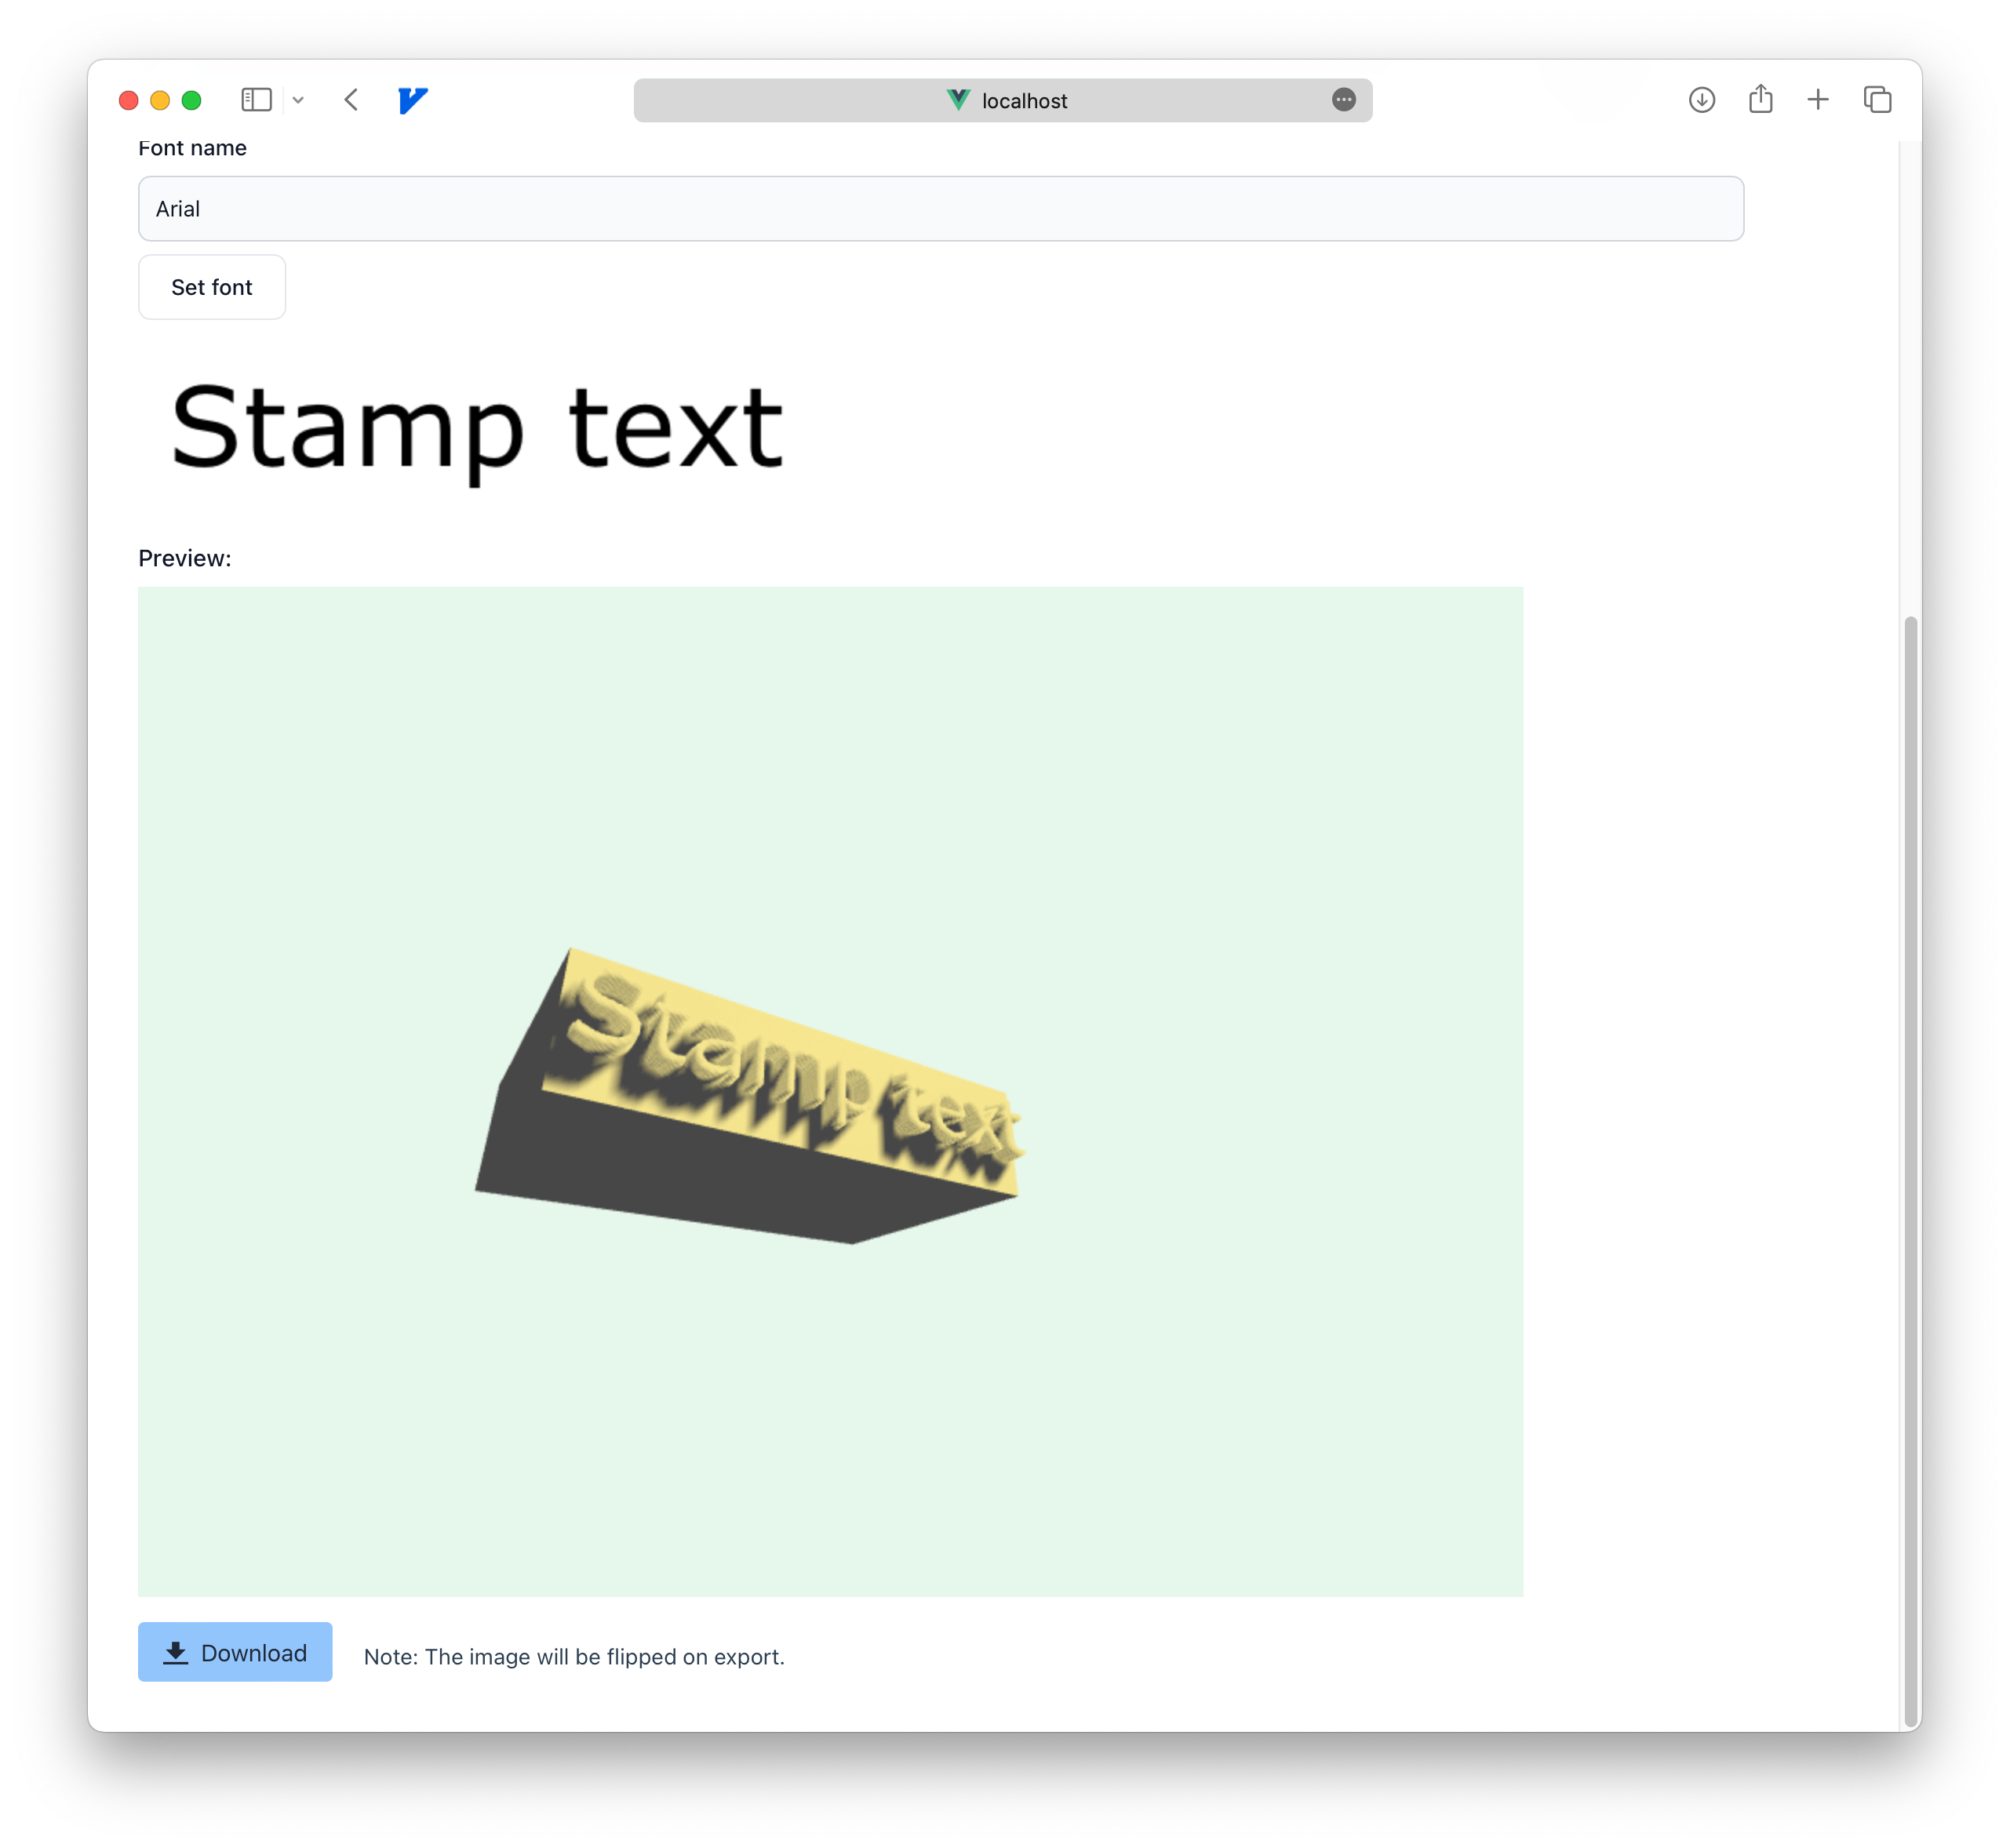 localhost
Font name
Arial
Set font
Stamp text
Preview:
Stamp text
Download
Note: The image will be flipped on export.